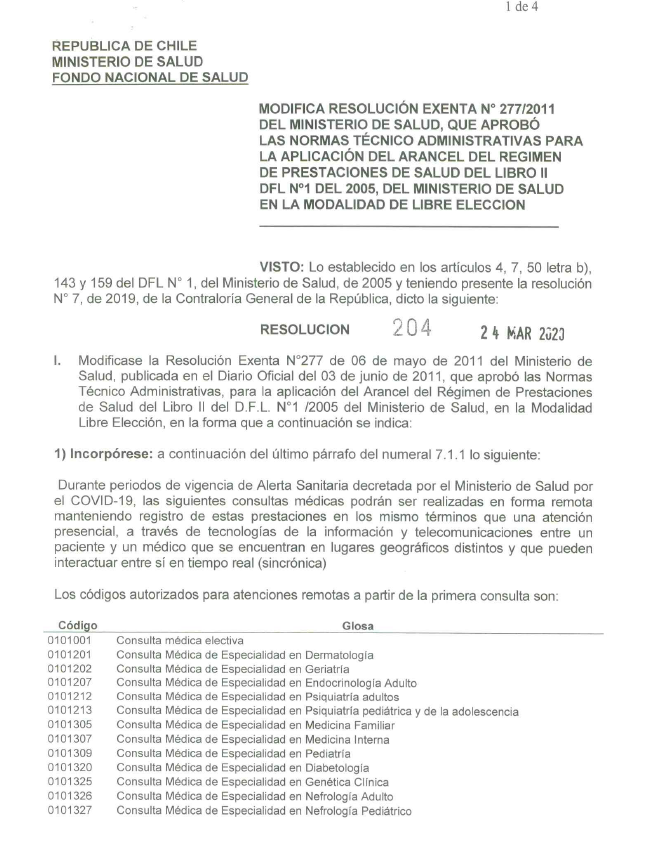 1 de 4
REPUBLICA DE CHILE
MINISTERIO DE SALUD
FONDO NACIONAL DE SALUD
MODIFICA RESOLUCIÓN EXENTA N° 277/2011
DEL MINISTERIO DE SALUD, QUE APROBÓ
LAS NORMAS TÉCNICO ADMINISTRATIVAS PARA
LA APLICACIÓN DEL ARANCEL DEL REGIMEN
DE PRESTACIONES DE SALUD DEL LIBRO II
DFL Nº1 DEL 2005, DEL MINISTERIO DE SALUD
EN LA MODALIDAD DE LIBRE ELECCION
VISTO: Lo establecido en los artículos 4, 7, 50 letra b),
143 y 159 del DFL N° 1, del Ministerio de Salud, de 2005 y teniendo presente la resolución
N° 7, de 2019, de la Contraloría General de la República, dicto la siguiente:
RESOLUCION 204 24 MAR 2020
I. Modificase la Resolución Exenta N°277 de 06 de mayo de 2011 del Ministerio de
Salud, publicada en el Diario Oficial del 03 de junio de 2011, que aprobó las Normas
Técnico Administrativas, para la aplicación del Arancel del Régimen de Prestaciones
de Salud del Libro II del D.F.L. N°1 /2005 del Ministerio de Salud, en la Modalidad
Libre Elección, en la forma que a continuación se indica:
1) Incorpórese: a continuación del último párrafo del numeral 7.1.1 lo siguiente:
Durante periodos de vigencia de Alerta Sanitaria decretada por el Ministerio de Salud por
el COVID-19, las siguientes consultas médicas podrán ser realizadas en forma remota
manteniendo registro de estas prestaciones en los mismo términos que una atención
presencial, a través de tecnologías de la información y telecomunicaciones entre un
paciente y un médico que se encuentran en lugares geográficos distintos y que pueden
interactuar entre sí en tiempo real (sincrónica)
Los códigos autorizados para atenciones remotas a partir de la primera consulta son:
Código Glosa
0101001 Consulta médica electiva
0101201 Consulta Médica de Especialidad en Dermatología
0101202 Consulta Médica de Especialidad en Geriatría
0101207 Consulta Médica de Especialidad en Endocrinología Adulto
0101212 Consulta Médica de Especialidad en Psiquiatría adultos
0101213 Consulta Médica de Especialidad en Psiquiatría pediátrica y de la adolescencia
0101305 Consulta Médica de Especialidad en Medicina Familiar
0101307 Consulta Médica de Especialidad en Medicina Interna
0101309 Consulta Médica de Especialidad en Pediatría
0101320 Consulta Médica de Especialidad en Diabetología
0101325 Consulta Médica de Especialidad en Genética Clínica
0101326 Consulta Médica de Especialidad en Nefrología Adulto
0101327 Consulta Médica de Especialidad en Nefrología Pediátrico